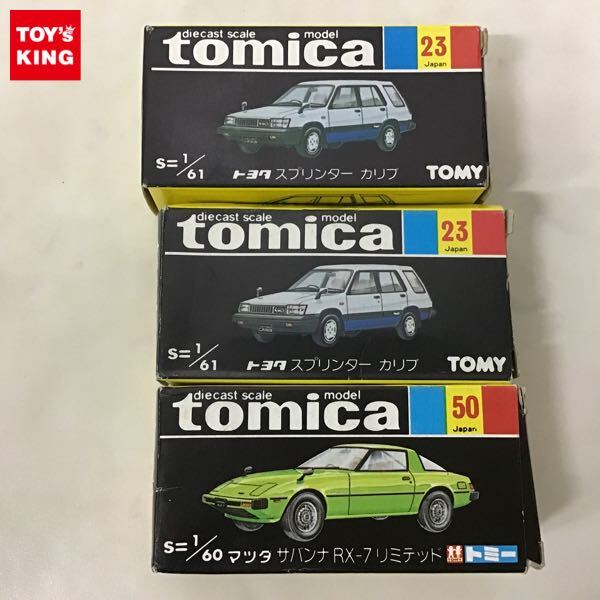 TOY'S
KING
diecast scale model
tomica
23
Japan
S=1/61 トヨタ スプリンター カリブ TOMY
diecast scale model
tomica
23
Japan
S=1/61 トヨタ スプリンター カリブ TOMY
diecast scale model
tomica
50
Japan
S=1/60 マツダ サバンナ RX-7 リミテッド トミー